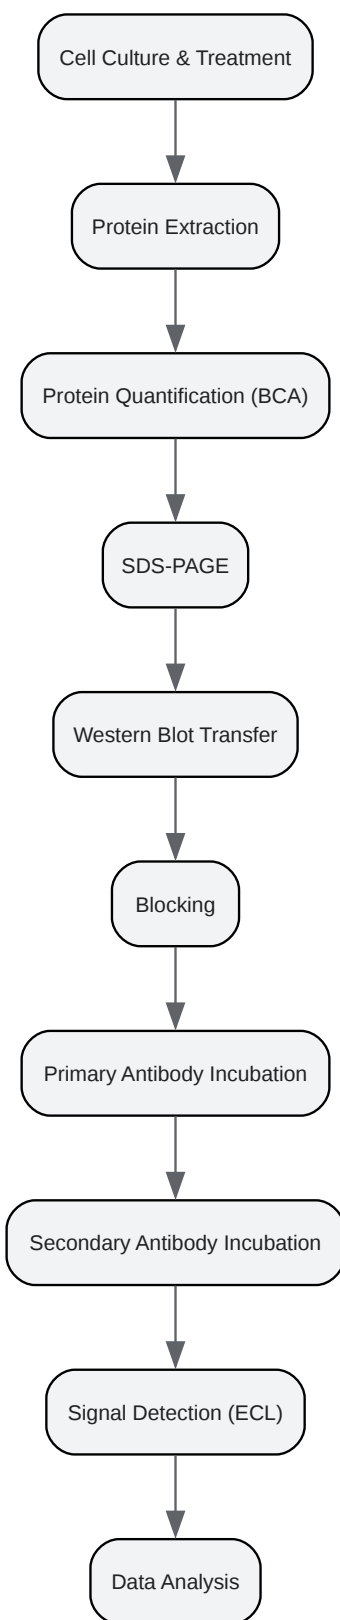 Cell Culture & Treatment
Protein Extraction
Protein Quantification (BCA)
SDS-PAGE
Western Blot Transfer
Blocking
Primary Antibody Incubation
Secondary Antibody Incubation
Signal Detection (ECL)
Data Analysis